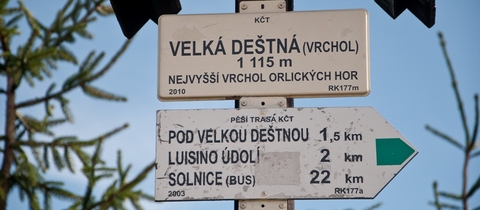 KČT
VELKÁ DEŠTNÁ (VRCHOL)
1 115 m
NEJVYŠŠÍ VRCHOL ORLICKÝCH HOR
2010 RK177m
PĚŠÍ TRASA KČT
POD VELKOU DEŠTNOU 1,5 km
LUISINO ÚDOLÍ 2 km
SOLNICE (BUS) 22 km
2003 RK177a